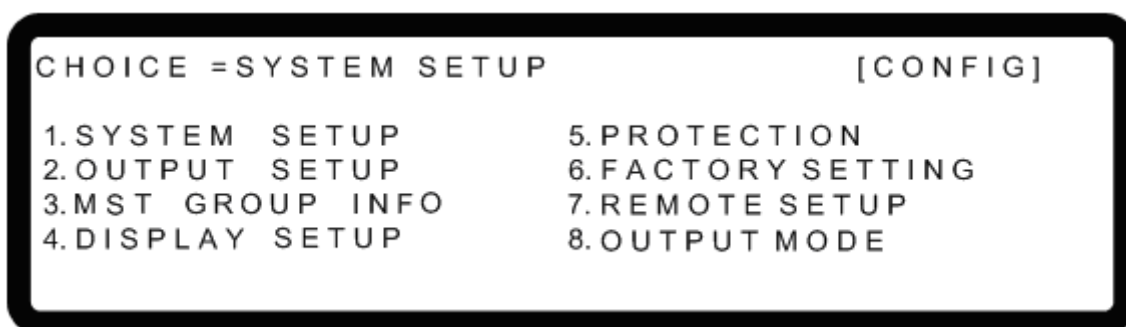 CHOICE =SYSTEM SETUP [CONFIG]
1. SYSTEM SETUP 5. PROTECTION
2. OUTPUT SETUP 6. FACTORY SETTING
3. MST GROUP INFO 7. REMOTE SETUP
4. DISPLAY SETUP 8. OUTPUT MODE